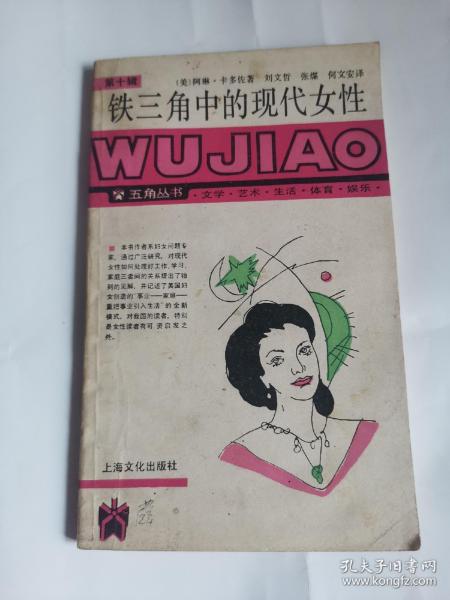 第十辑
(美)阿琳·卡多佐著 刘文哲 张煤 何文安译
铁三角中的现代女性
WUJIAO
五角丛书
·文学·艺术·生活·体育·娱乐·
■ 本书作者系妇女问题专
家,通过广泛研究,对现代
女性如何处理好工作、学习、
家庭三者间的关系提出了独
到的见解,并记述了美国妇
女创造的“事业——家庭——
重把事业引入生活”的全新
模式。对我国的读者,特别
是女性读者有可资启发之
处。
上海文化出版社
孔夫子旧书网
www.kongfz.com